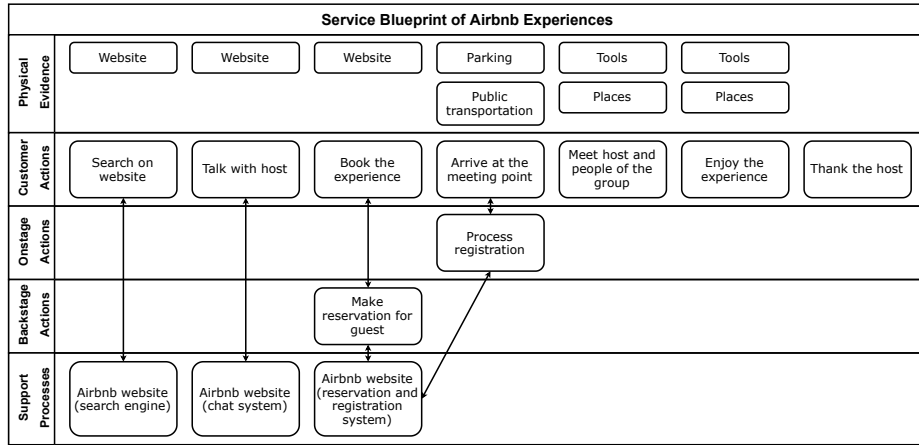 Service Blueprint of Airbnb Experiences
Physical
Evidence
Website
Website
Website
Parking
Tools
Tools
Public
transportation
Places
Places
Customer
Actions
Search on
website
Talk with host
Book the
experience
Arrive at the
meeting point
Meet host and
people of the
group
Enjoy the
experience
Thank the host
Onstage
Actions
Process
registration
Backstage
Actions
Make
reservation for
guest
Support
Processes
Airbnb website
(search engine)
Airbnb website
(chat system)
Airbnb website
(reservation and
registration
system)